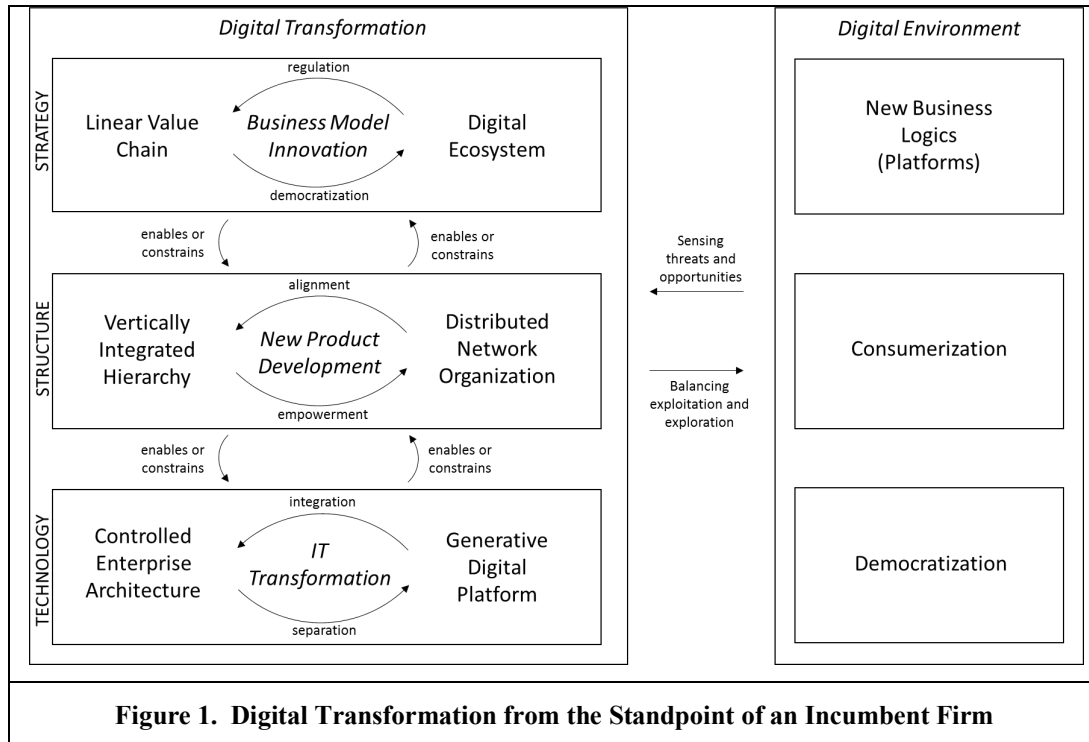 Digital Transformation
STRATEGY
regulation
Linear Value
Chain
Business Model
Innovation
Digital
Ecosystem
democratization
enables or
constrains
enables or
constrains
STRUCTURE
alignment
Vertically
Integrated
Hierarchy
New Product
Development
Distributed
Network
Organization
empowerment
enables or
constrains
enables or
constrains
TECHNOLOGY
integration
Controlled
Enterprise
Architecture
IT
Transformation
Generative
Digital
Platform
separation
Sensing
threats and
opportunities
Balancing
exploitation and
exploration
Digital Environment
New Business
Logics
(Platforms)
Consumerization
Democratization
Figure 1. Digital Transformation from the Standpoint of an Incumbent Firm